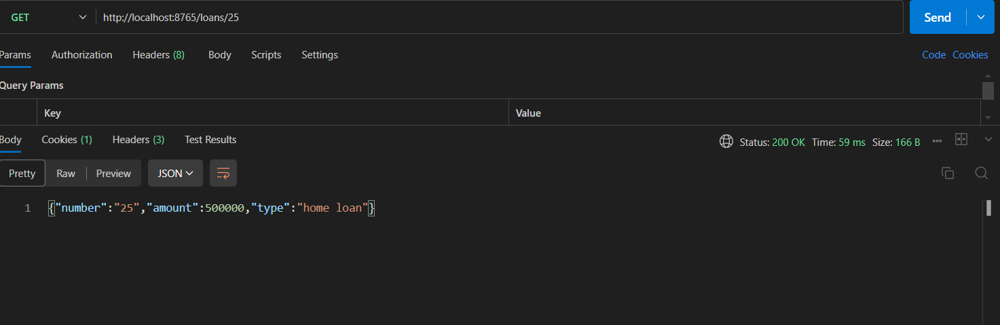 GET http://localhost:8765/loans/25 Send
Params Authorization Headers (8) Body Scripts Settings Code Cookies
Query Params
Key Value
Body Cookies (1) Headers (3) Test Results Status: 200 OK Time: 59 ms Size: 166 B
Pretty Raw Preview JSON
1 {"number":"25","amount":500000,"type":"home loan"}